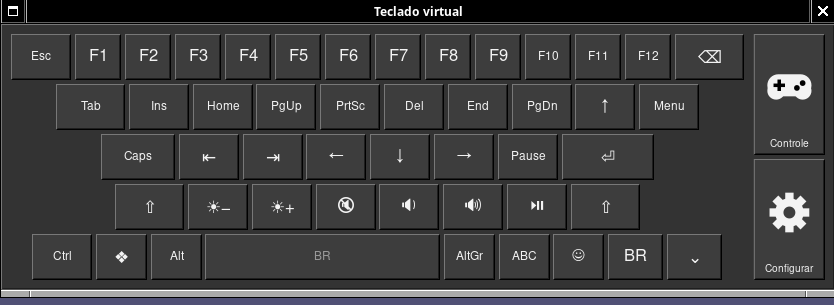 Teclado virtual
Esc F1 F2 F3 F4 F5 F6 F7 F8 F9 F10 F11 F12 ⌫
Tab Ins Home PgUp PrtSc Del End PgDn ↑ Menu
Controle
Caps ⇤ ⇥ ← ↓ → Pause ⏎
⇧ ☀− ☀+ 🔇 🔉 🔊 ⏯ ⇧
Ctrl ❖ Alt BR AltGr ABC ☺ BR ⌄
Configurar